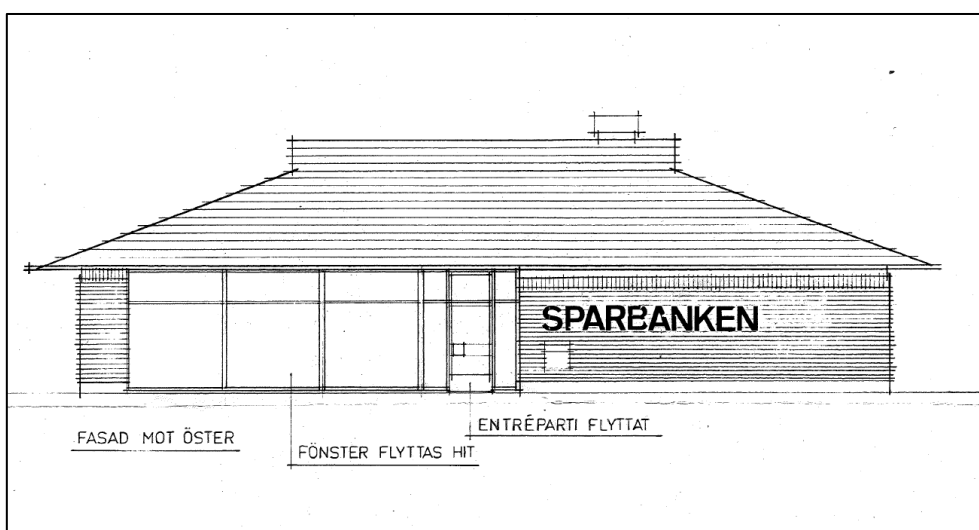 SPARBANKEN
ENTRÉPARTI FLYTTAT
FASAD MOT ÖSTER
FÖNSTER FLYTTAS HIT